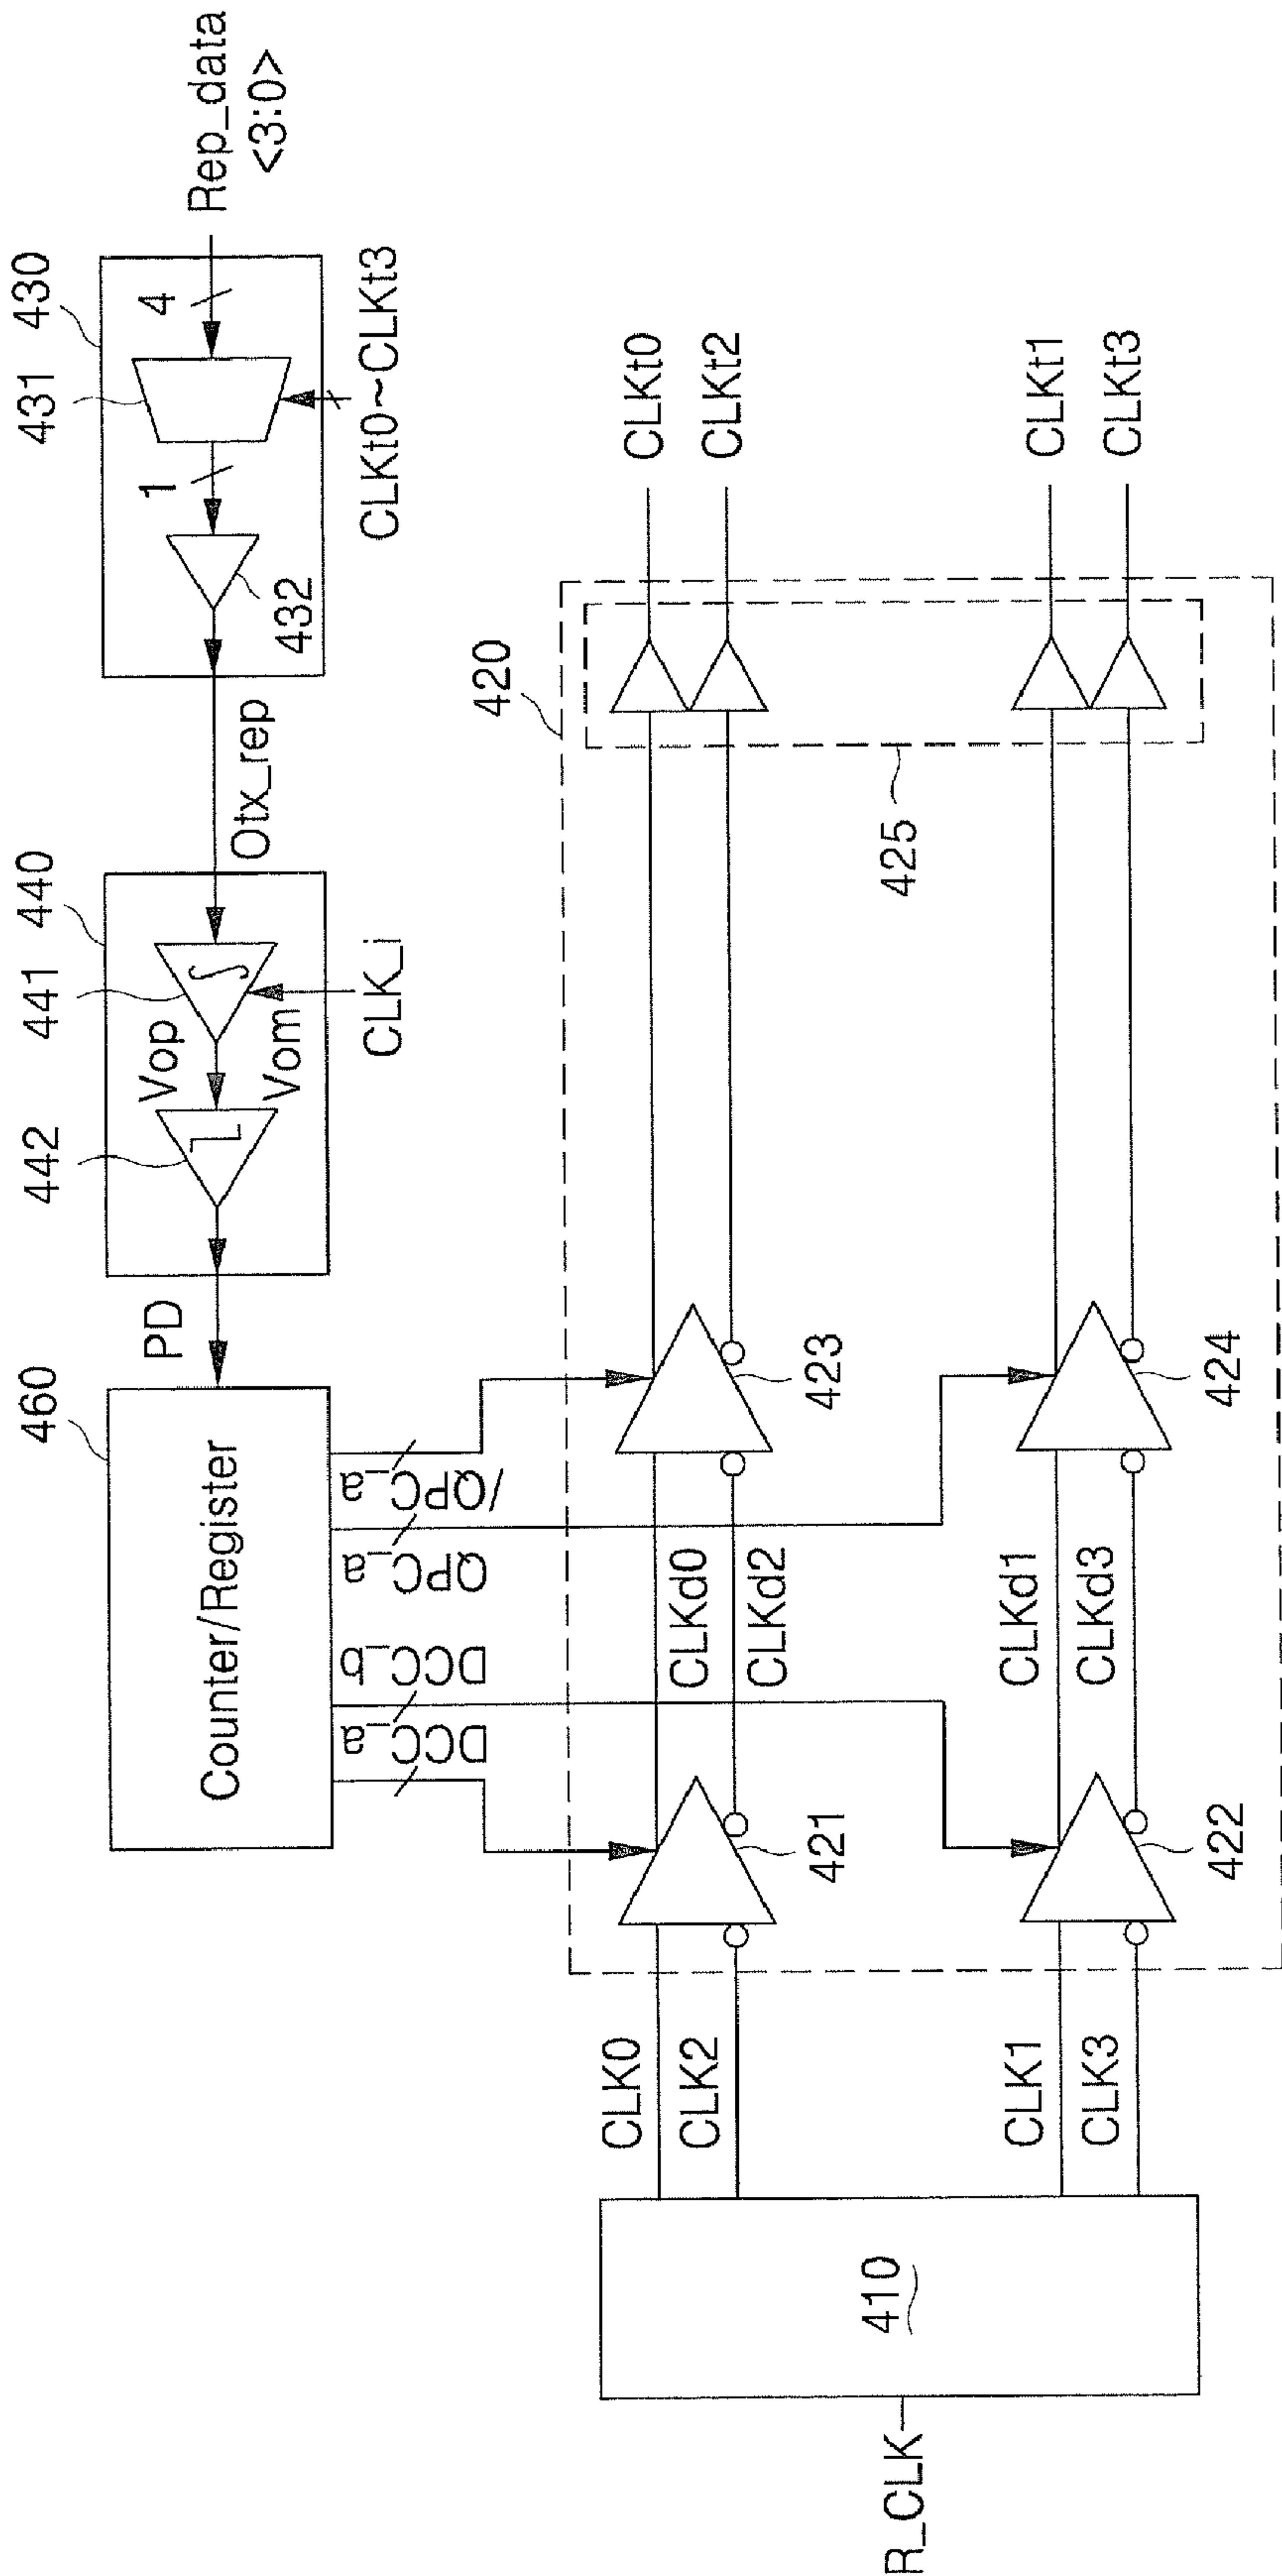 460
Counter/Register
PD
440
442
441
Vop
Vom
CLK_i
Otx_rep
430
431
432
1
4
Rep_data
<3:0>
CLKt0~CLKt3
DCC_a
DCC_b
QPC_a
/QPC_a
420
R_CLK
410
CLK0
CLK2
421
CLKd0
CLKd2
423
425
CLKt0
CLKt2
CLK1
CLK3
422
CLKd1
CLKd3
424
CLKt1
CLKt3